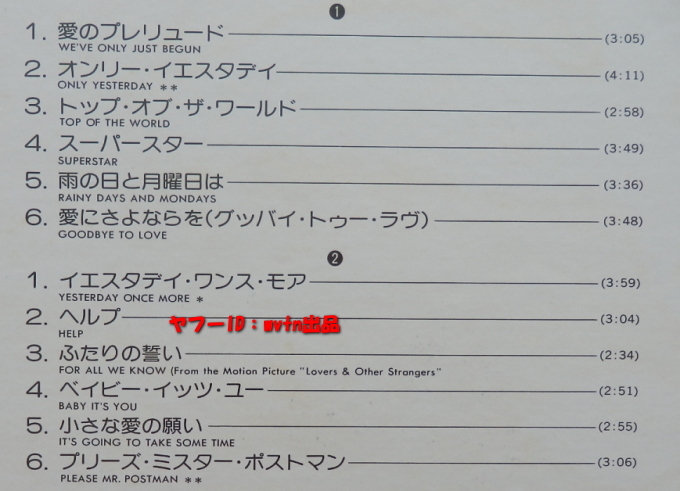 ❶
1. 愛のプレリュード (3:05)
WE'VE ONLY JUST BEGUN
2. オンリー・イエスタデイ (4:11)
ONLY YESTERDAY **
3. トップ・オブ・ザ・ワールド (2:58)
TOP OF THE WORLD
4. スーパースター (3:49)
SUPERSTAR
5. 雨の日と月曜日は (3:36)
RAINY DAYS AND MONDAYS
6. 愛にさよならを(グッバイ・トゥー・ラヴ) (3:48)
GOODBYE TO LOVE
❷
1. イエスタデイ・ワンス・モア (3:59)
YESTERDAY ONCE MORE *
2. ヘルプ (3:04)
HELP
ヤフーID:mvtn出品
3. ふたりの誓い (2:34)
FOR ALL WE KNOW (From the Motion Picture "Lovers & Other Strangers"
4. ベイビー・イッツ・ユー (2:51)
BABY IT'S YOU
5. 小さな愛の願い (2:55)
IT'S GOING TO TAKE SOME TIME
6. プリーズ・ミスター・ポストマン (3:06)
PLEASE MR. POSTMAN **